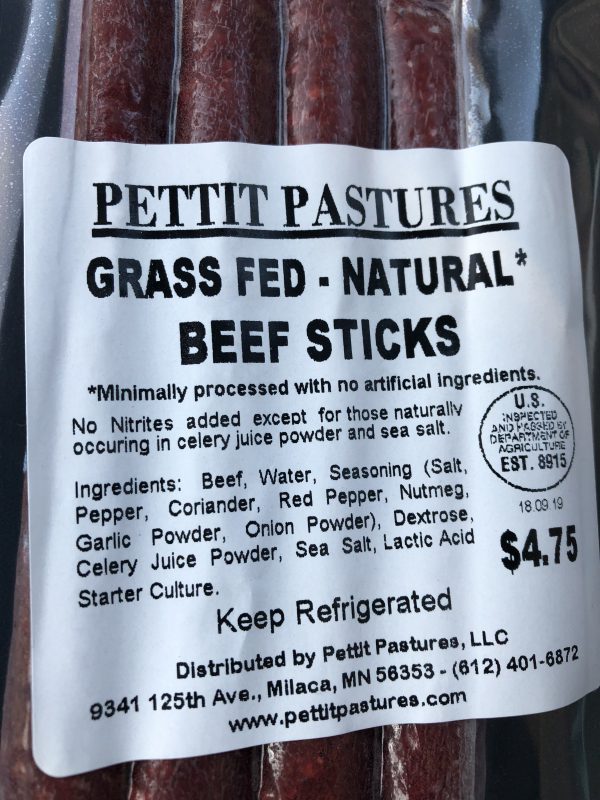 PETTIT PASTURES
GRASS FED - NATURAL*
BEEF STICKS
*Minimally processed with no artificial ingredients.
No Nitrites added except for those naturally
occuring in celery juice powder and sea salt.
U.S.
INSPECTED
AND PASSED BY
DEPARTMENT OF
AGRICULTURE
EST. 8915
Ingredients: Beef, Water, Seasoning (Salt,
Pepper, Coriander, Red Pepper, Nutmeg,
Garlic Powder, Onion Powder), Dextrose,
Celery Juice Powder, Sea Salt, Lactic Acid
Starter Culture.
18.09.19
$4.75
Keep Refrigerated
Distributed by Pettit Pastures, LLC
9341 125th Ave., Milaca, MN 56353 - (612) 401-6872
www.pettitpastures.com